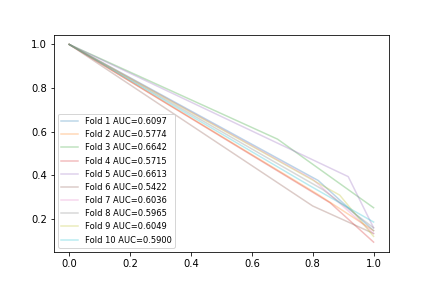 1.0
0.8
0.6
0.4
0.2
Fold 1 AUC=0.6097
Fold 2 AUC=0.5774
Fold 3 AUC=0.6642
Fold 4 AUC=0.5715
Fold 5 AUC=0.6613
Fold 6 AUC=0.5422
Fold 7 AUC=0.6036
Fold 8 AUC=0.5965
Fold 9 AUC=0.6049
Fold 10 AUC=0.5900
0.0 0.2 0.4 0.6 0.8 1.0